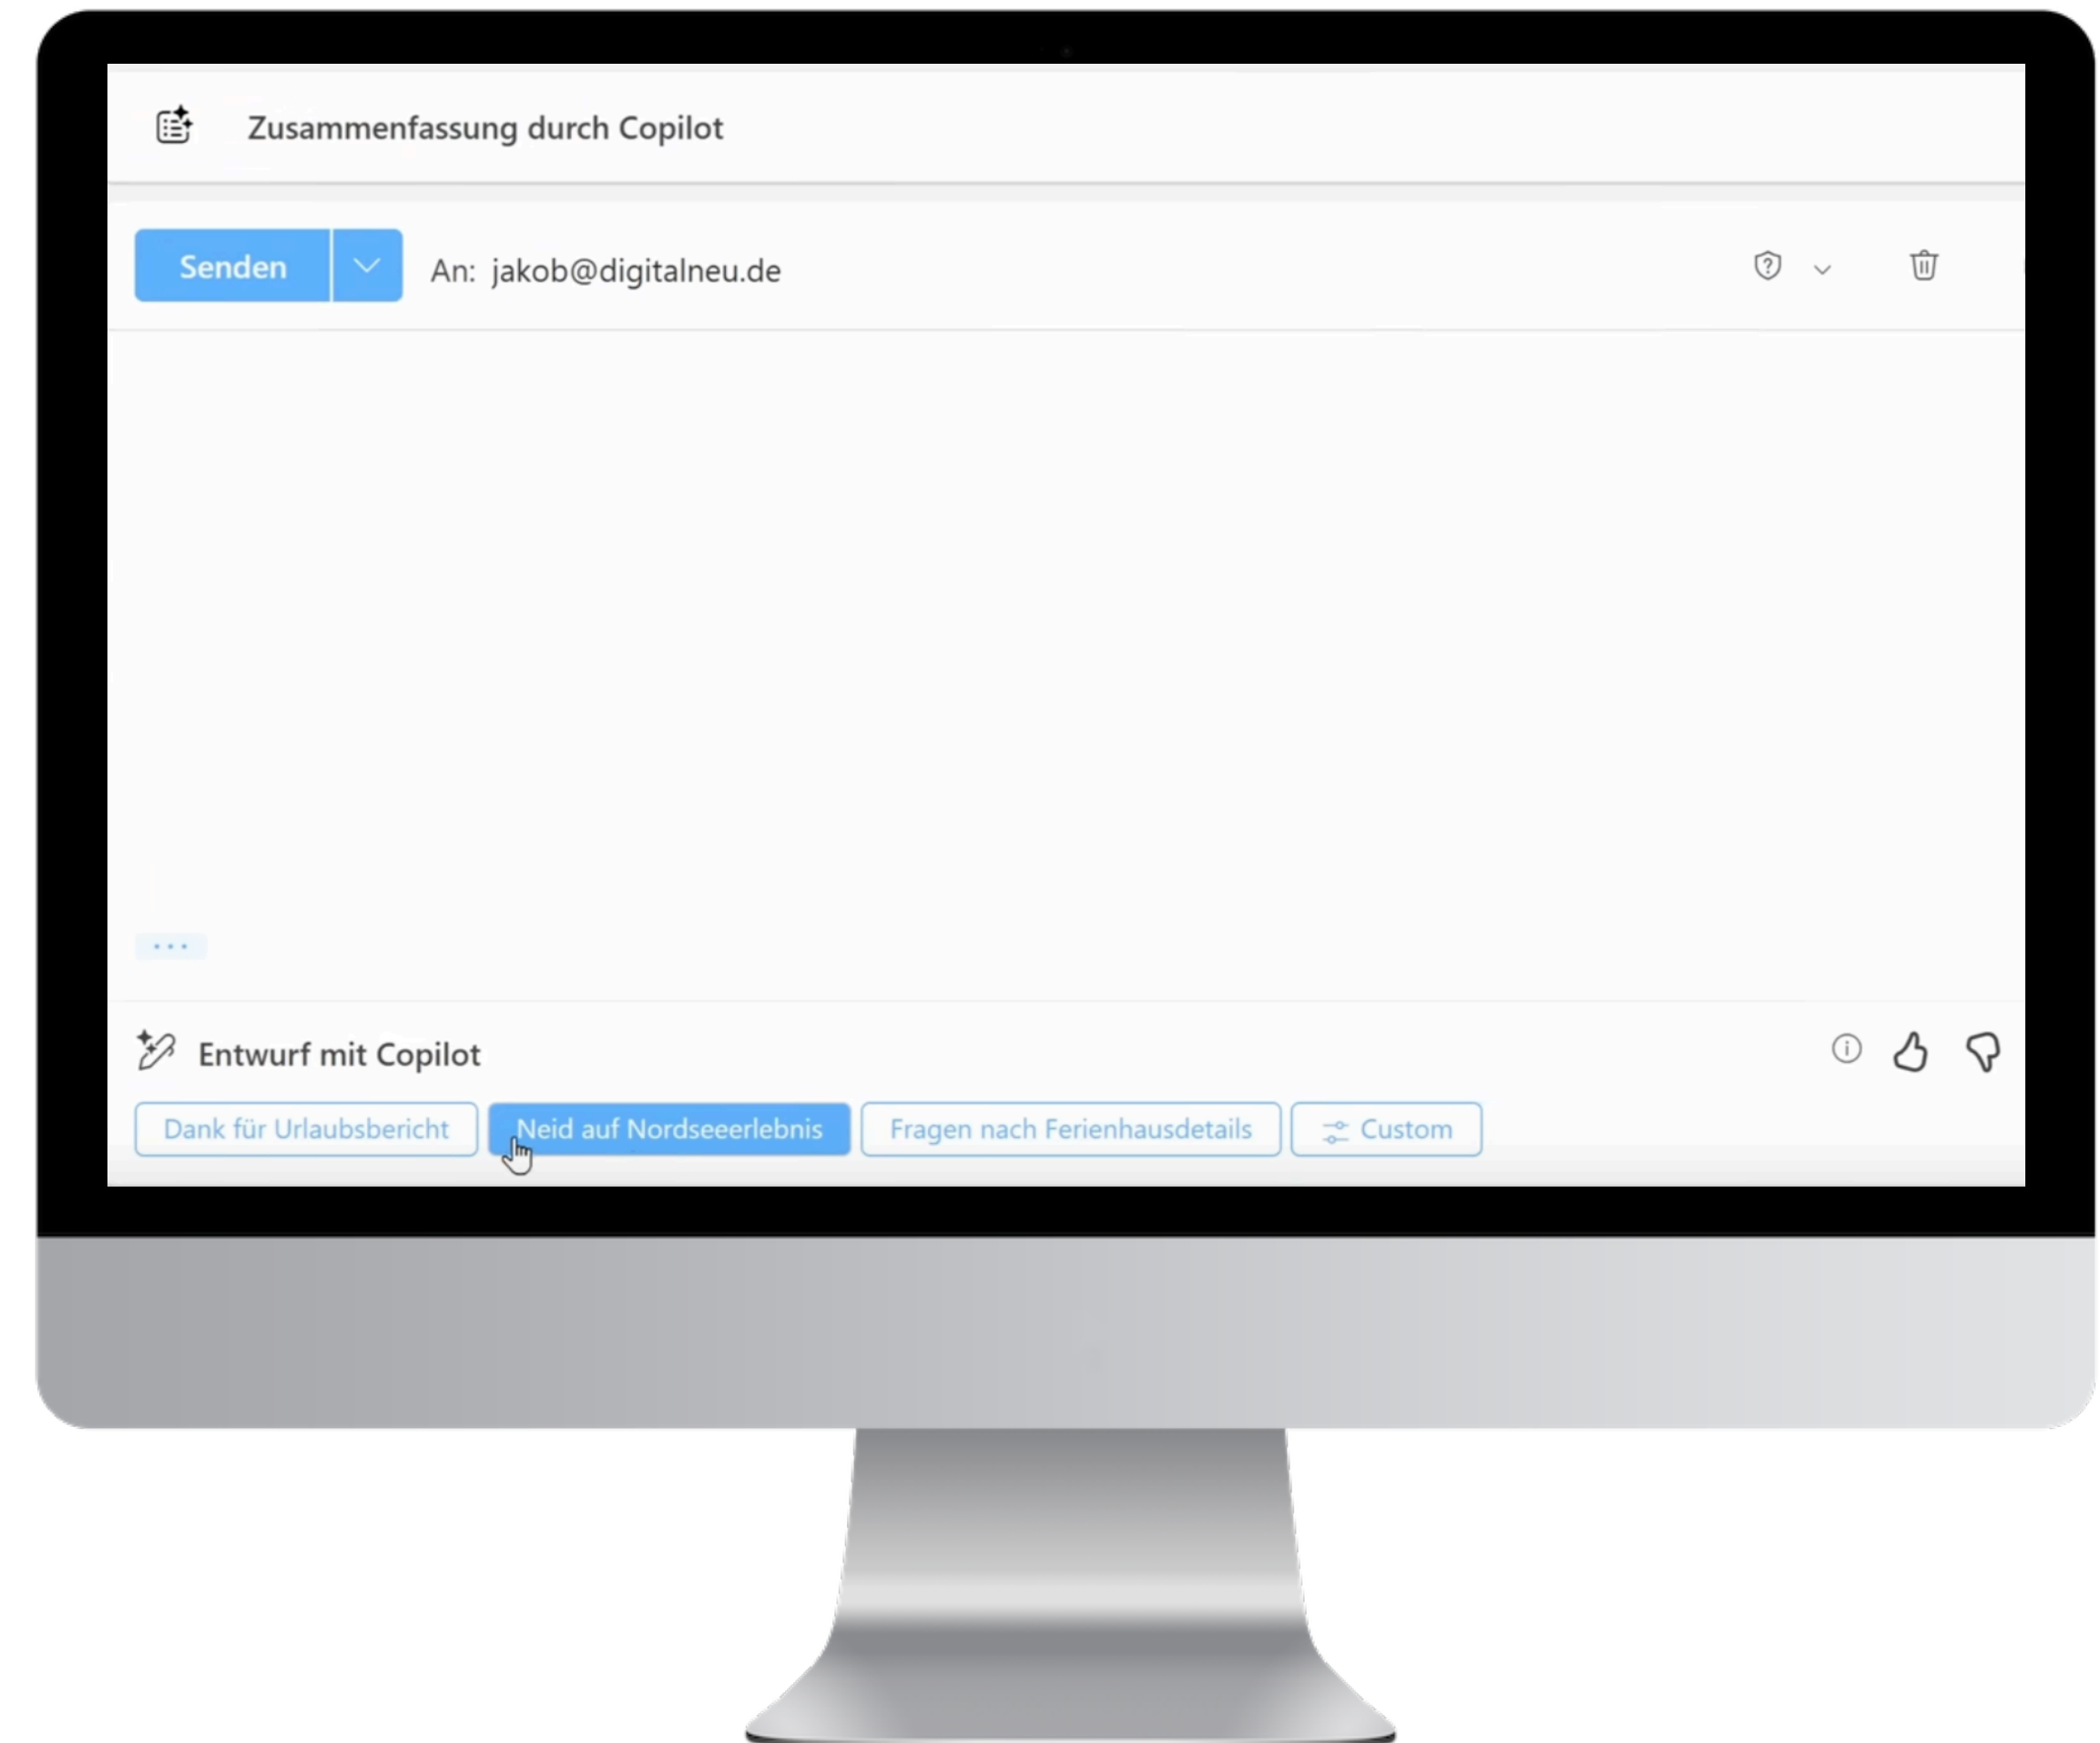 Zusammenfassung durch Copilot
Senden An: jakob@digitalneu.de
Entwurf mit Copilot
Dank für Urlaubsbericht Neid auf Nordseeerlebnis Fragen nach Ferienhausdetails Custom